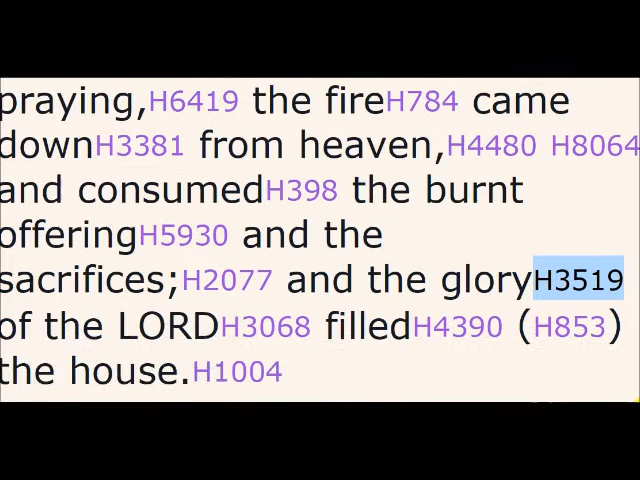 praying,H6419 the fireH784 came
downH3381 from heaven,H4480 H8064
and consumedH398 the burnt
offeringH5930 and the
sacrifices;H2077 and the gloryH3519
of the LORDH3068 filledH4390 (H853)
the house.H1004